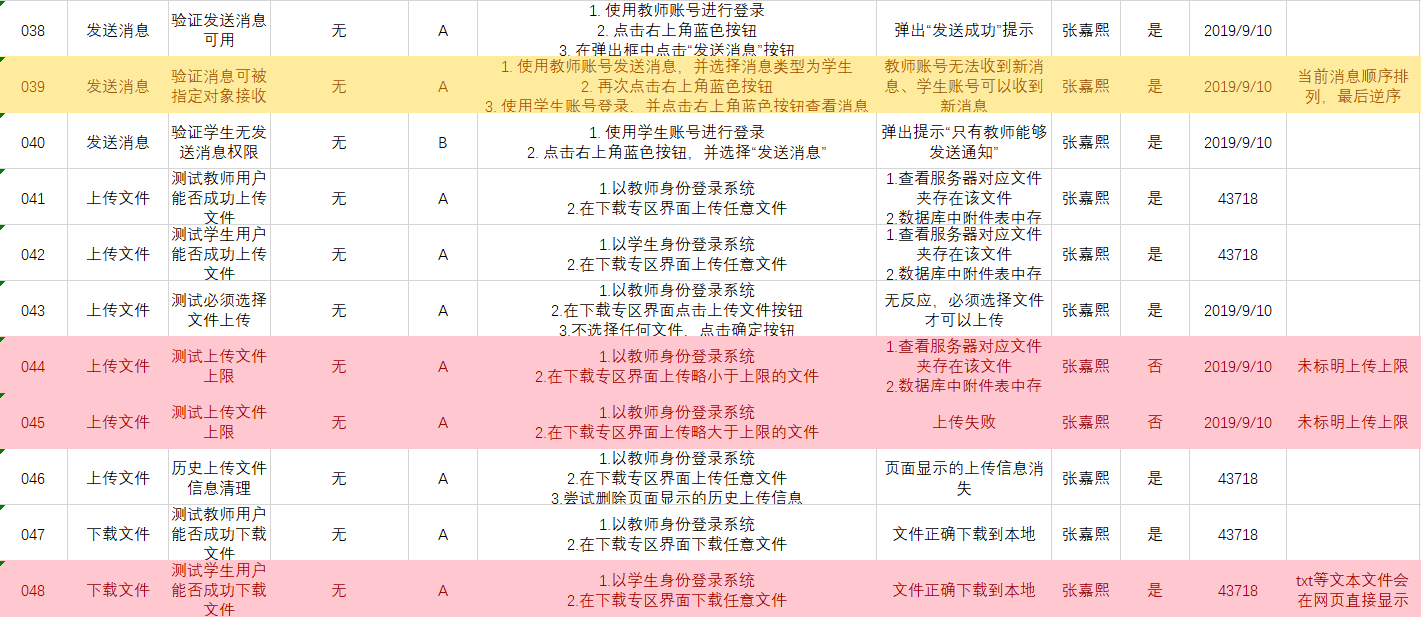 038 发送消息 验证发送消息可用 无 A 1. 使用教师账号进行登录 2. 点击右上角蓝色按钮 3. 在弹出框中点击“发送消息”按钮 弹出“发送成功”提示 张嘉熙 是 2019/9/10
039 发送消息 验证消息可被指定对象接收 无 A 1. 使用教师账号发送消息，并选择消息类型为学生 2. 再次点击右上角蓝色按钮 3. 使用学生账号登录，并点击右上角蓝色按钮查看消息 教师账号无法收到新消息、学生账号可以收到新消息 张嘉熙 是 2019/9/10 当前消息顺序排列，最后逆序
040 发送消息 验证学生无发送消息权限 无 B 1. 使用学生账号进行登录 2. 点击右上角蓝色按钮，并选择“发送消息” 弹出提示“只有教师能够发送通知” 张嘉熙 是 2019/9/10
041 上传文件 测试教师用户能否成功上传文件 无 A 1.以教师身份登录系统 2.在下载专区界面上传任意文件 1.查看服务器对应文件夹存在该文件 2.数据库中附件表中存 张嘉熙 是 43718
042 上传文件 测试学生用户能否成功上传文件 无 A 1.以学生身份登录系统 2.在下载专区界面上传任意文件 1.查看服务器对应文件夹存在该文件 2.数据库中附件表中存 张嘉熙 是 43718
043 上传文件 测试必须选择文件上传 无 A 1.以教师身份登录系统 2.在下载专区界面点击上传文件按钮 3.不选择任何文件，点击确定按钮 无反应，必须选择文件才可以上传 张嘉熙 是 2019/9/10
044 上传文件 测试上传文件上限 无 A 1.以教师身份登录系统 2.在下载专区界面上传略小于上限的文件 1.查看服务器对应文件夹存在该文件 2.数据库中附件表中存 张嘉熙 否 2019/9/10 未标明上传上限
045 上传文件 测试上传文件上限 无 A 1.以教师身份登录系统 2.在下载专区界面上传略大于上限的文件 上传失败 张嘉熙 否 2019/9/10 未标明上传上限
046 上传文件 历史上传文件信息清理 无 A 1.以教师身份登录系统 2.在下载专区界面上传任意文件 3.尝试删除页面显示的历史上传信息 页面显示的上传信息消失 张嘉熙 是 43718
047 下载文件 测试教师用户能否成功下载文件 无 A 1.以教师身份登录系统 2.在下载专区界面下载任意文件 文件正确下载到本地 张嘉熙 是 43718
048 下载文件 测试学生用户能否成功下载文件 无 A 1.以学生身份登录系统 2.在下载专区界面下载任意文件 文件正确下载到本地 张嘉熙 是 43718 txt等文本文件会在网页直接显示